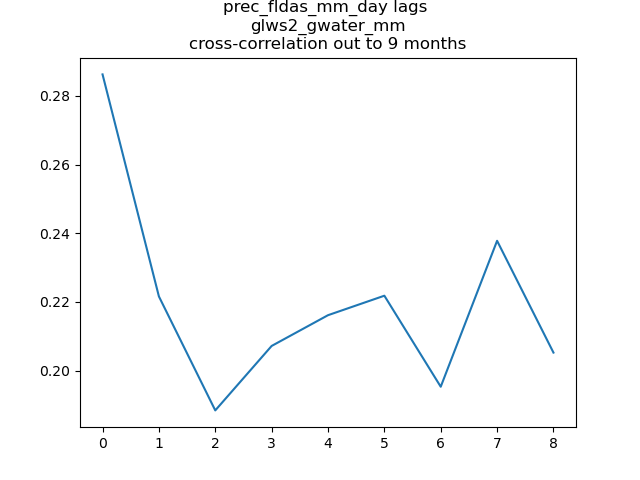 prec_fldas_mm_day lags
glws2_gwater_mm
cross-correlation out to 9 months
0.28
0.26
0.24
0.22
0.20
0 1 2 3 4 5 6 7 8